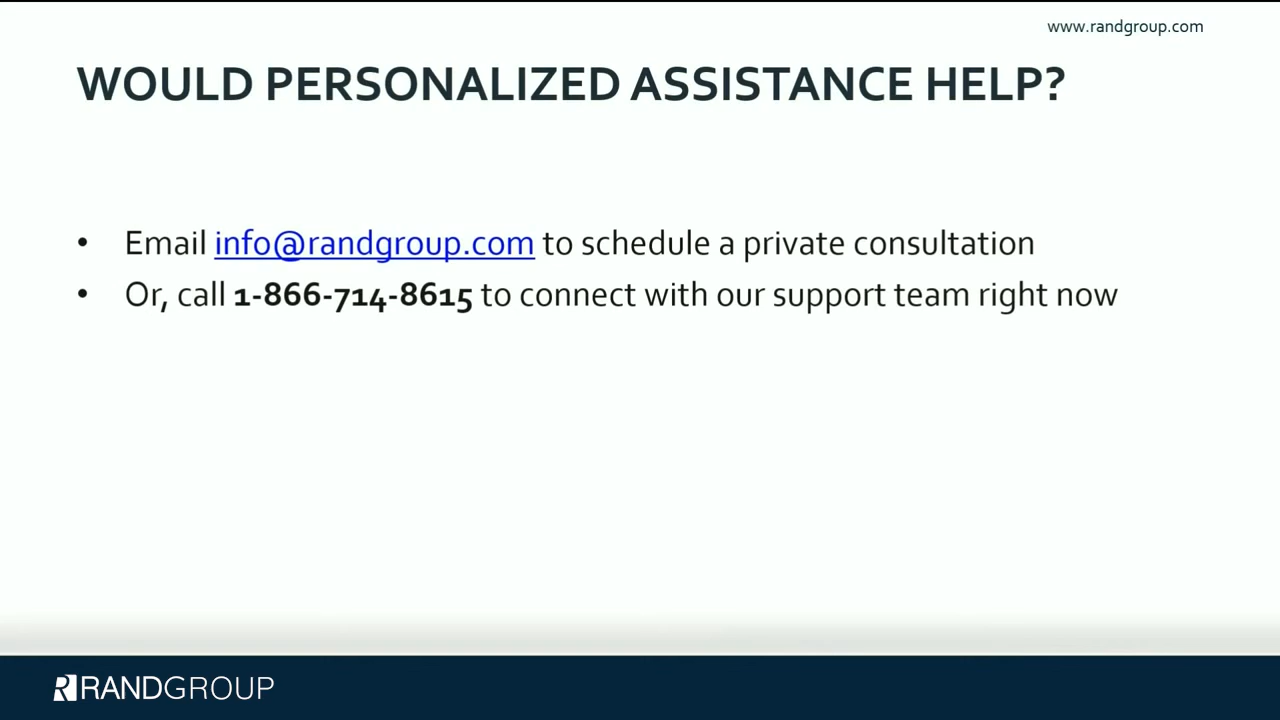 www.randgroup.com
WOULD PERSONALIZED ASSISTANCE HELP?
• Email info@randgroup.com to schedule a private consultation
• Or, call 1-866-714-8615 to connect with our support team right now
RANDGROUP